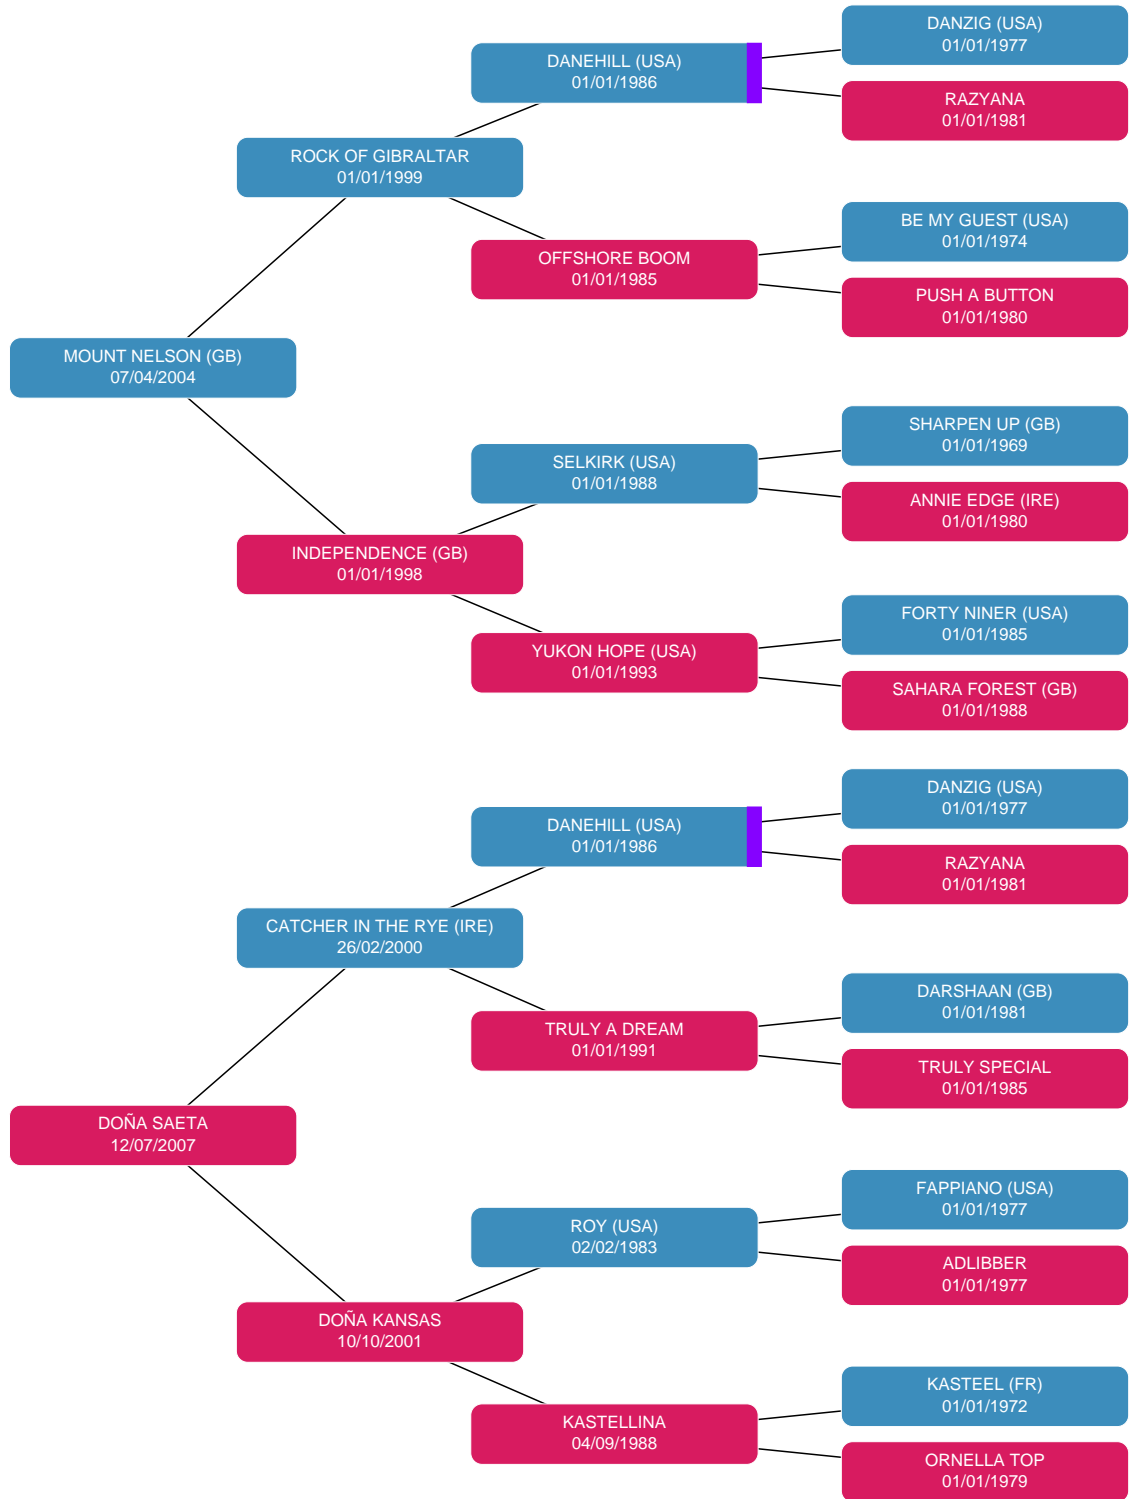 DANZIG (USA)
01/01/1977
DANEHILL (USA)
01/01/1986
RAZYANA
01/01/1981
ROCK OF GIBRALTAR
01/01/1999
BE MY GUEST (USA)
01/01/1974
OFFSHORE BOOM
01/01/1985
PUSH A BUTTON
01/01/1980
MOUNT NELSON (GB)
07/04/2004
SHARPEN UP (GB)
01/01/1969
SELKIRK (USA)
01/01/1988
ANNIE EDGE (IRE)
01/01/1980
INDEPENDENCE (GB)
01/01/1998
FORTY NINER (USA)
01/01/1985
YUKON HOPE (USA)
01/01/1993
SAHARA FOREST (GB)
01/01/1988
DANZIG (USA)
01/01/1977
DANEHILL (USA)
01/01/1986
RAZYANA
01/01/1981
CATCHER IN THE RYE (IRE)
26/02/2000
DARSHAAN (GB)
01/01/1981
TRULY A DREAM
01/01/1991
TRULY SPECIAL
01/01/1985
DOÑA SAETA
12/07/2007
FAPPIANO (USA)
01/01/1977
ROY (USA)
02/02/1983
ADLIBBER
01/01/1977
DOÑA KANSAS
10/10/2001
KASTEEL (FR)
01/01/1972
KASTELLINA
04/09/1988
ORNELLA TOP
01/01/1979